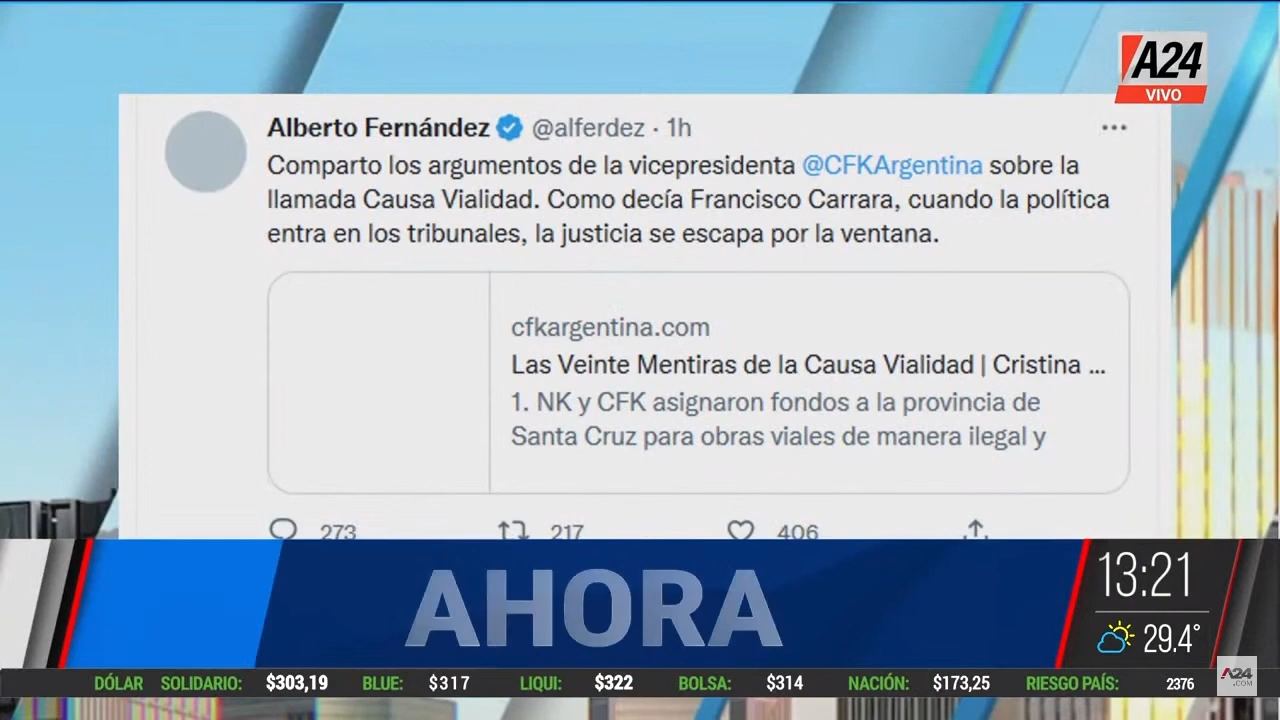 A24
VIVO
Alberto Fernández @alferdez · 1h
Comparto los argumentos de la vicepresidenta @CFKArgentina sobre la
llamada Causa Vialidad. Como decía Francisco Carrara, cuando la política
entra en los tribunales, la justicia se escapa por la ventana.
cfkargentina.com
Las Veinte Mentiras de la Causa Vialidad | Cristina ...
1. NK y CFK asignaron fondos a la provincia de
Santa Cruz para obras viales de manera ilegal y
273 217 406
AHORA
13:21
29.4°
DÓLAR SOLIDARIO: $303,19 BLUE: $317 LIQUI: $322 BOLSA: $314 NACIÓN: $173,25 RIESGO PAÍS: 2376
A24
.COM